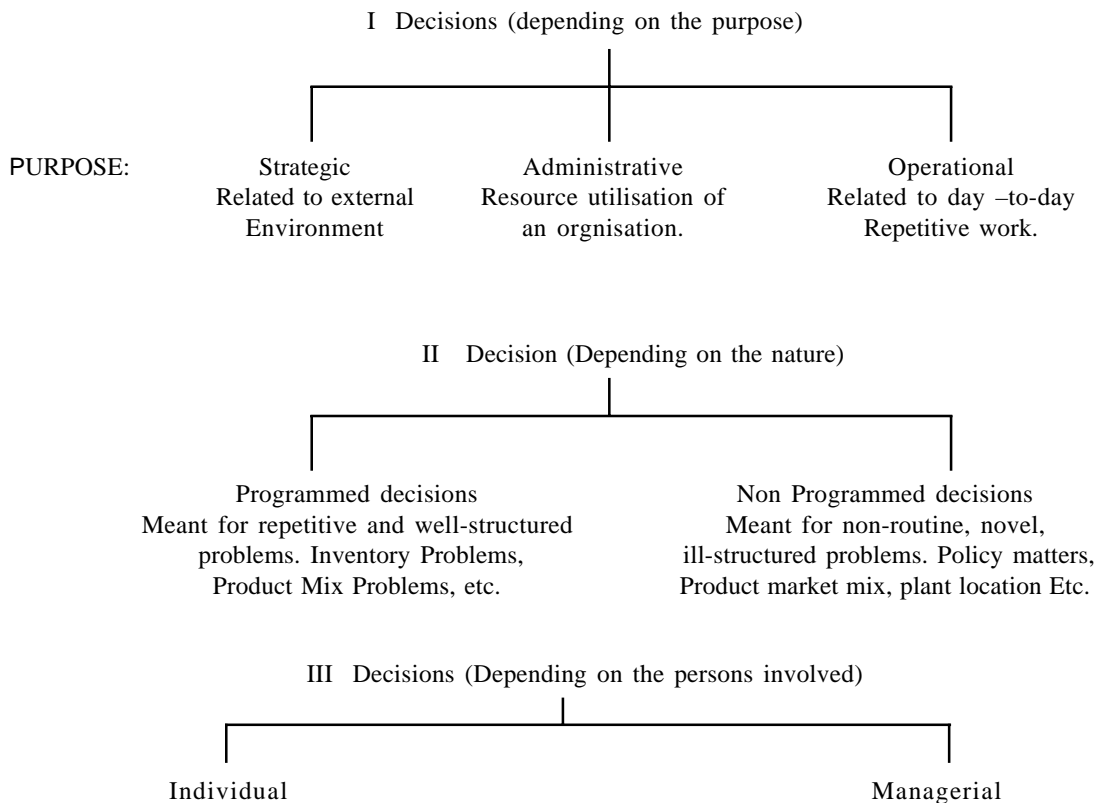 I Decisions (depending on the purpose)
PURPOSE: Strategic Administrative Operational
Related to external Resource utilisation of Related to day –to-day
Environment an orgnisation. Repetitive work.
II Decision (Depending on the nature)
Programmed decisions Non Programmed decisions
Meant for repetitive and well-structured Meant for non-routine, novel,
problems. Inventory Problems, ill-structured problems. Policy matters,
Product Mix Problems, etc. Product market mix, plant location Etc.
III Decisions (Depending on the persons involved)
Individual Managerial